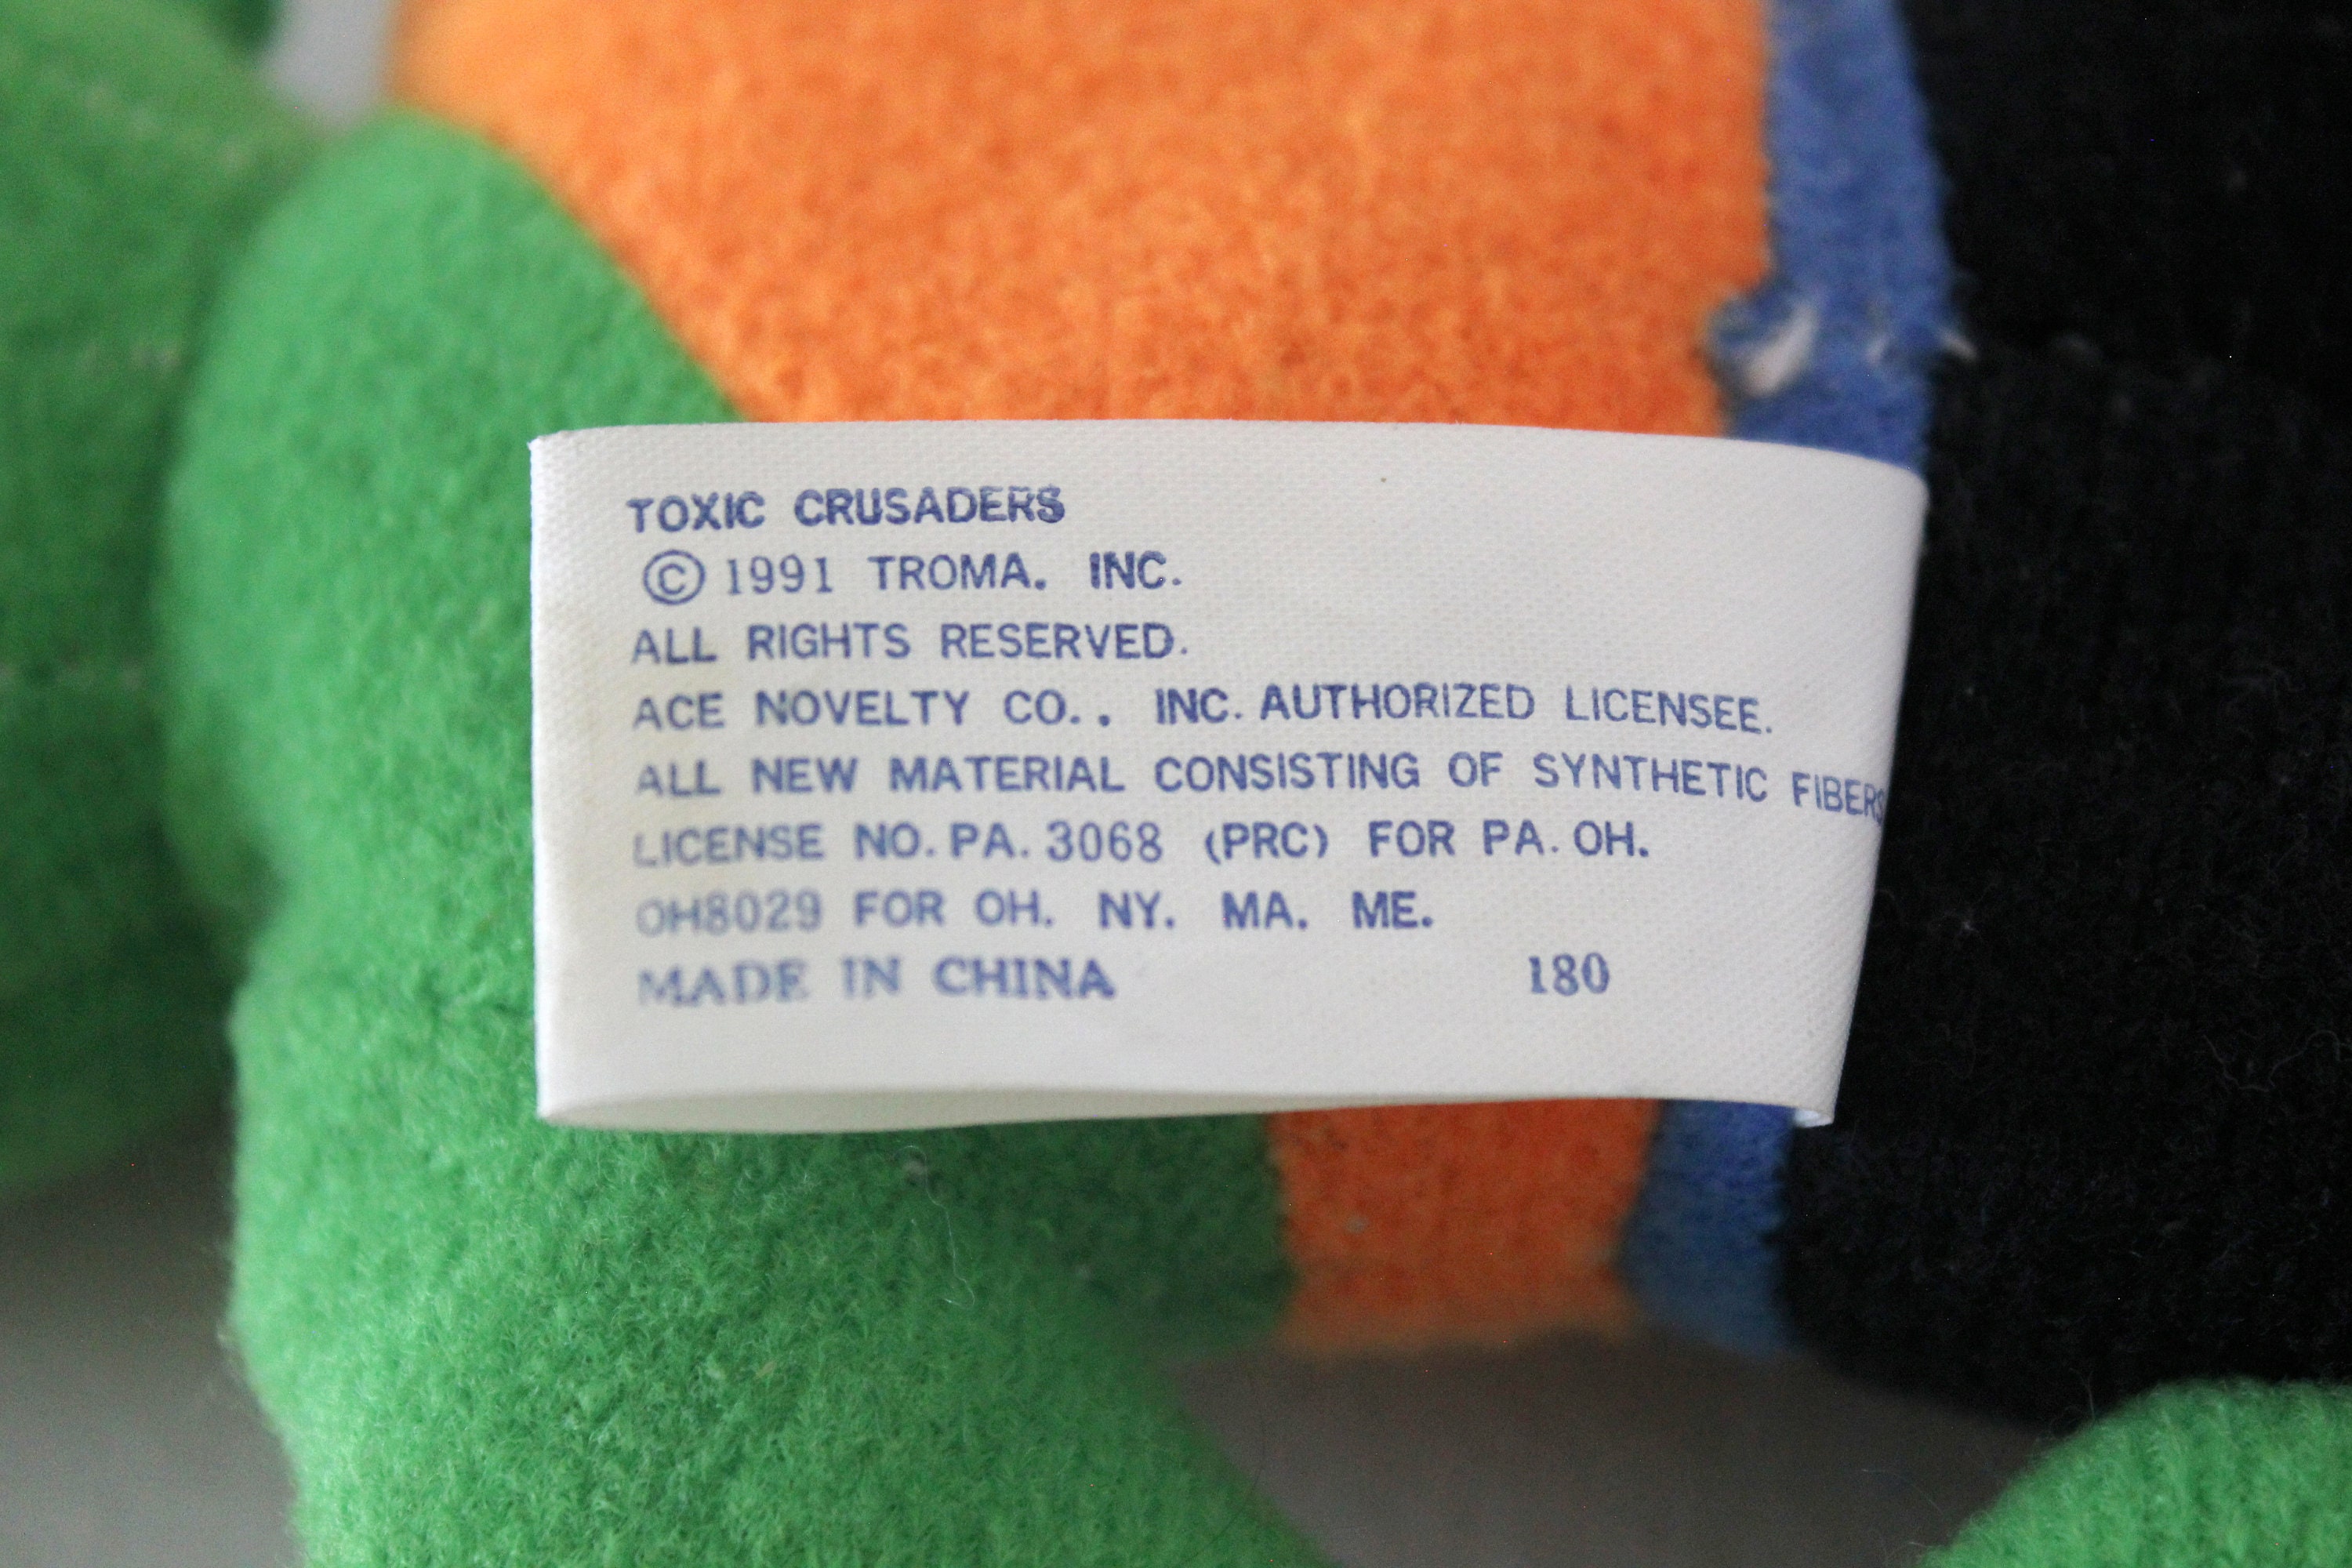 TOXIC CRUSADERS
© 1991 TROMA. INC.
ALL RIGHTS RESERVED.
ACE NOVELTY CO.. INC. AUTHORIZED LICENSEE.
ALL NEW MATERIAL CONSISTING OF SYNTHETIC FIBERS
LICENSE NO. PA. 3068 (PRC) FOR PA. OH.
OH8029 FOR OH. NY. MA. ME.
MADE IN CHINA 180